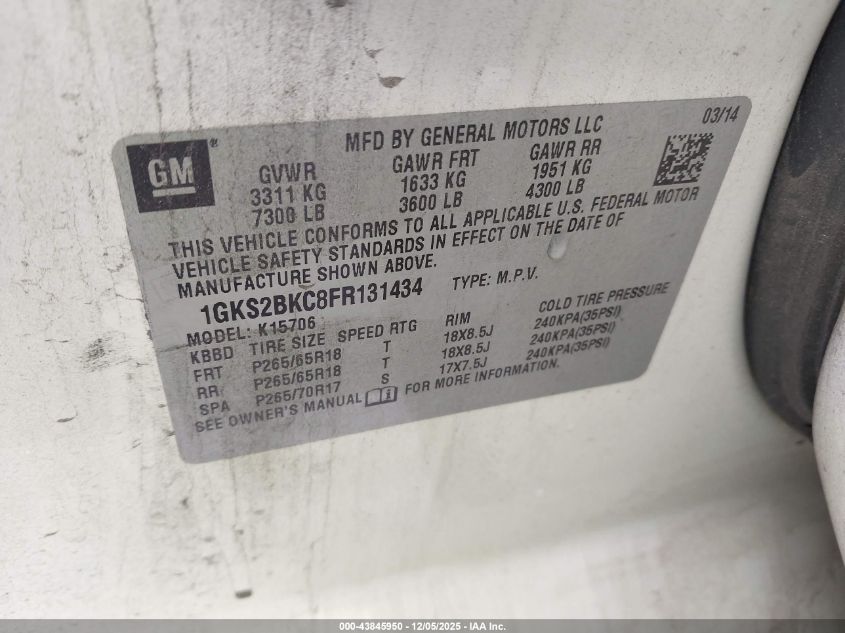 GM ®
MFD BY GENERAL MOTORS LLC 03/14
GVWR GAWR FRT GAWR RR
3311 KG 1633 KG 1951 KG
7300 LB 3600 LB 4300 LB
THIS VEHICLE CONFORMS TO ALL APPLICABLE U.S. FEDERAL MOTOR
VEHICLE SAFETY STANDARDS IN EFFECT ON THE DATE OF
MANUFACTURE SHOWN ABOVE.
1GKS2BKC8FR131434 TYPE: M.P.V.
MODEL: K15706
KBBD TIRE SIZE SPEED RTG RIM COLD TIRE PRESSURE
FRT P265/65R18 T 18X8.5J 240KPA(35PSI)
RR P265/65R18 T 18X8.5J 240KPA(35PSI)
SPA P265/70R17 S 17X7.5J 240KPA(35PSI)
SEE OWNER'S MANUAL FOR MORE INFORMATION.
000-43845950 - 12/05/2025 - IAA Inc.